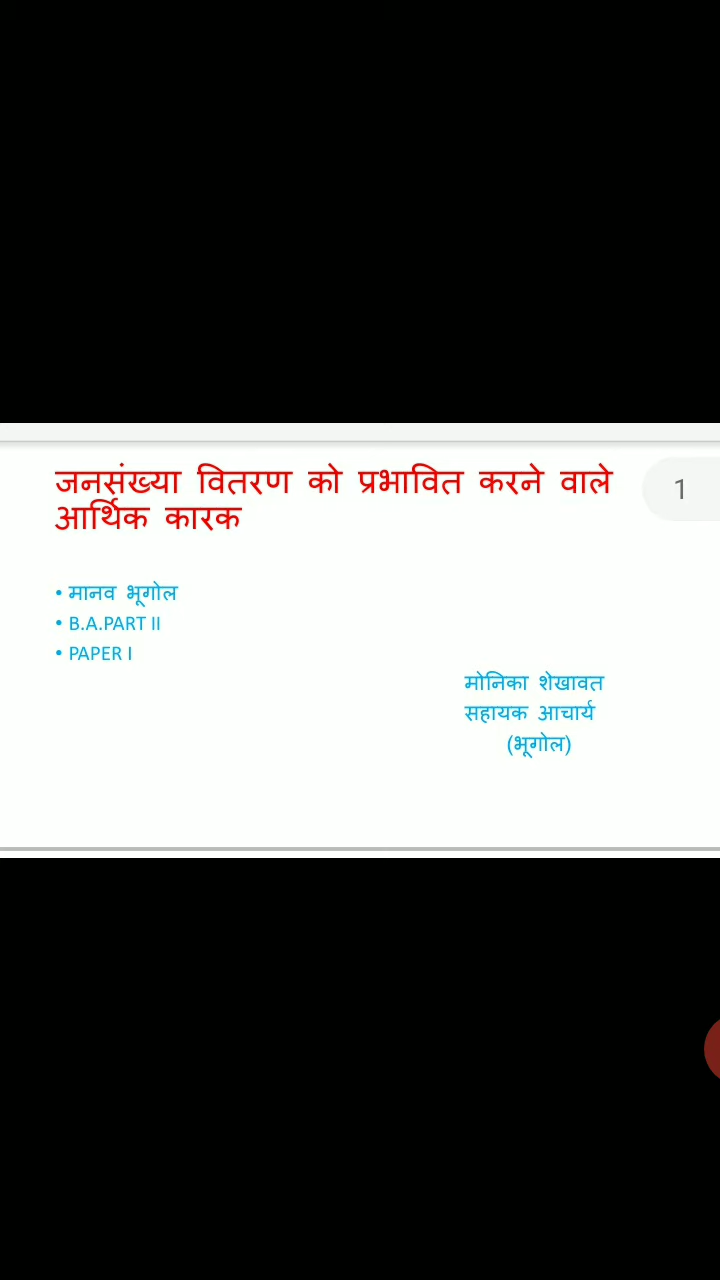 जनसंख्या वितरण को प्रभावित करने वाले
आर्थिक कारक
1
• मानव भूगोल
• B.A.PART II
• PAPER I
मोनिका शेखावत
सहायक आचार्य
(भूगोल)